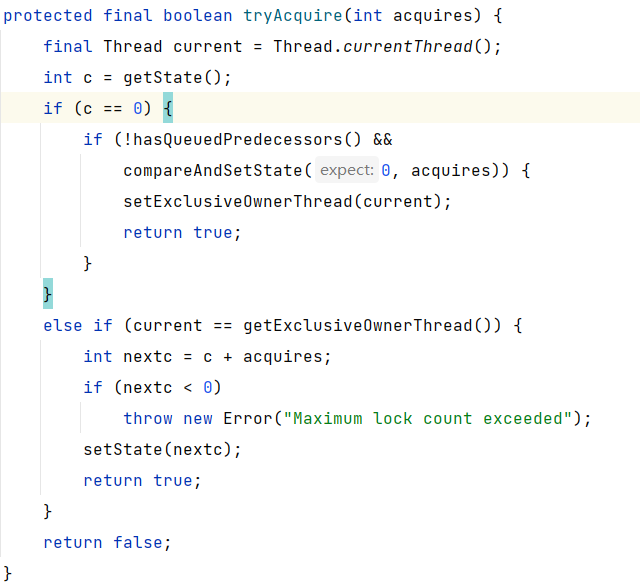 protected final boolean tryAcquire(int acquires) {
    final Thread current = Thread.currentThread();
    int c = getState();
    if (c == 0) {
        if (!hasQueuedPredecessors() &&
            compareAndSetState( expect: 0, acquires)) {
            setExclusiveOwnerThread(current);
            return true;
        }
    }
    else if (current == getExclusiveOwnerThread()) {
        int nextc = c + acquires;
        if (nextc < 0)
            throw new Error("Maximum lock count exceeded");
        setState(nextc);
        return true;
    }
    return false;
}